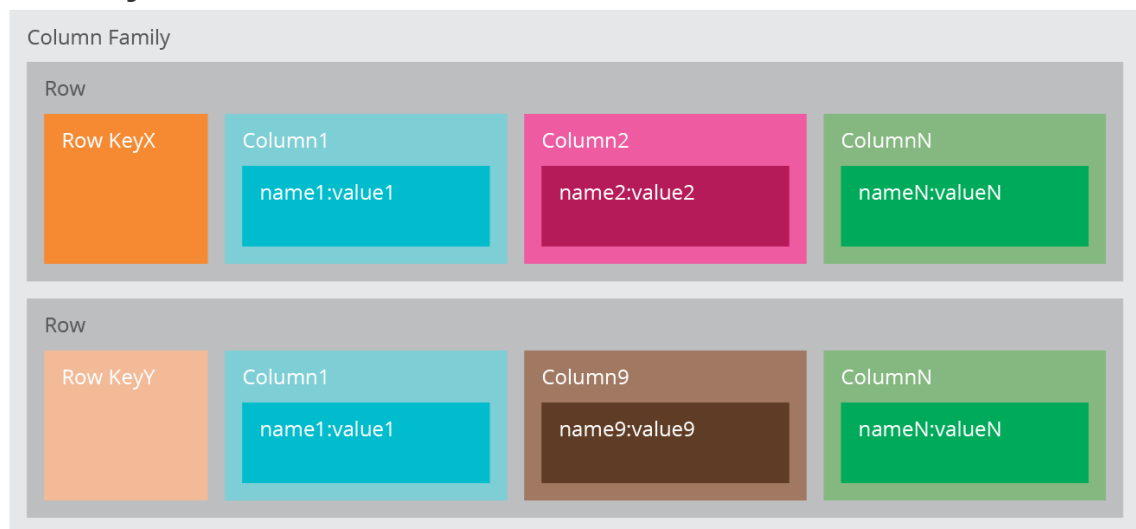 Column Family
Row
Row KeyX
Column1
name1:value1
Column2
name2:value2
ColumnN
nameN:valueN
Row
Row KeyY
Column1
name1:value1
Column9
name9:value9
ColumnN
nameN:valueN